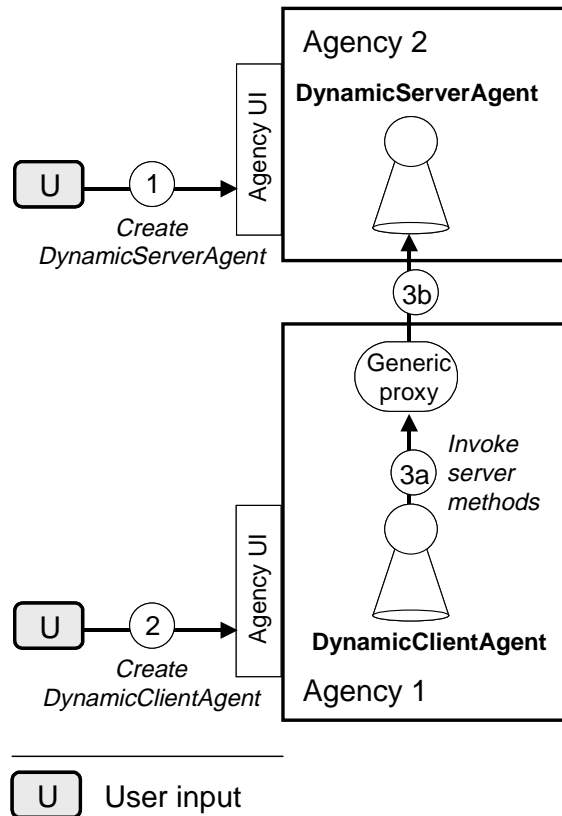 Agency 2
DynamicServerAgent
Agency UI
U
1
Create
DynamicServerAgent
3b
Generic
proxy
Invoke
server
methods
3a
Agency UI
U
2
Create
DynamicClientAgent
DynamicClientAgent
Agency 1
U User input